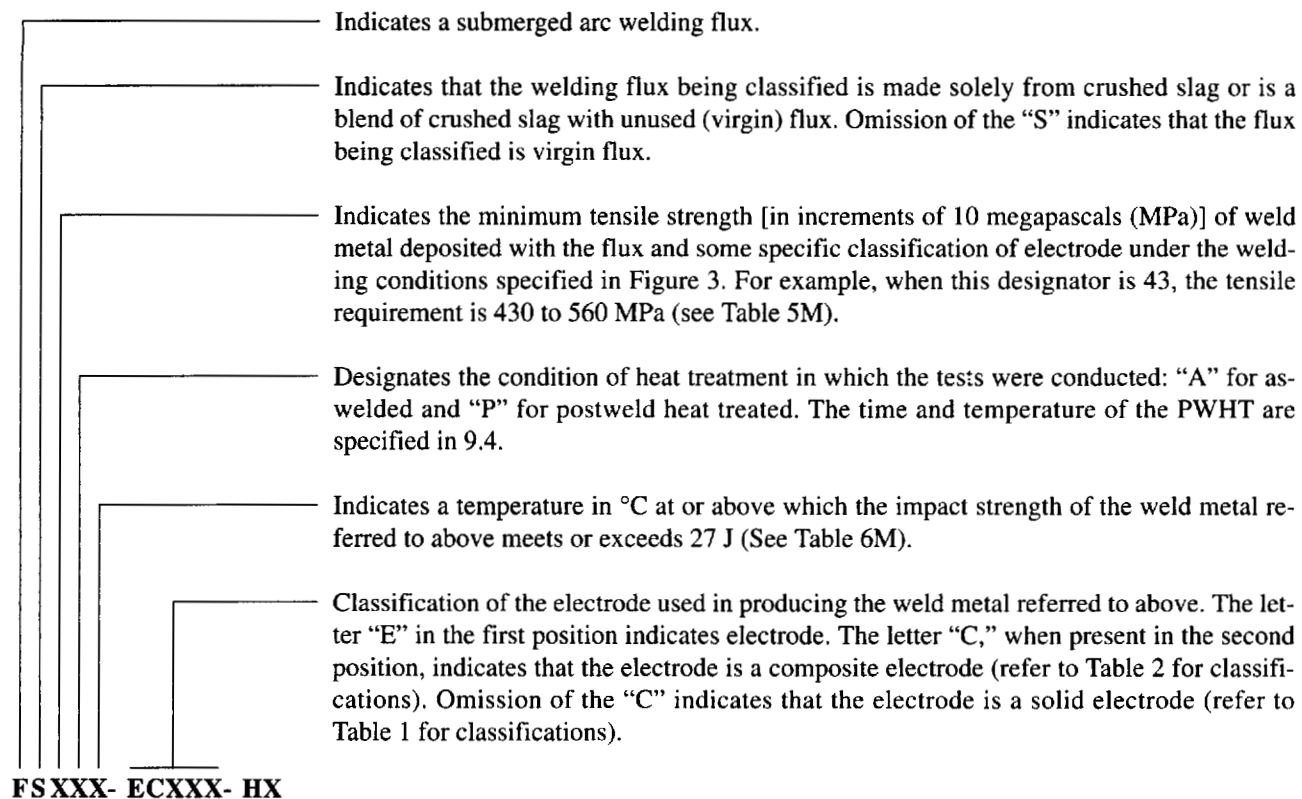 Indicates a submerged arc welding flux.
Indicates that the welding flux being classified is made solely from crushed slag or is a
blend of crushed slag with unused (virgin) flux. Omission of the “S” indicates that the flux
being classified is virgin flux.
Indicates the minimum tensile strength [in increments of 10 megapascals (MPa)] of weld
metal deposited with the flux and some specific classification of electrode under the weld-
ing conditions specified in Figure 3. For example, when this designator is 43, the tensile
requirement is 430 to 560 MPa (see Table 5M).
Designates the condition of heat treatment in which the tests were conducted: “A” for as-
welded and “P” for postweld heat treated. The time and temperature of the PWHT are
specified in 9.4.
Indicates a temperature in °C at or above which the impact strength of the weld metal re-
ferred to above meets or exceeds 27 J (See Table 6M).
Classification of the electrode used in producing the weld metal referred to above. The let-
ter “E” in the first position indicates electrode. The letter “C,” when present in the second
position, indicates that the electrode is a composite electrode (refer to Table 2 for classifi-
cations). Omission of the “C” indicates that the electrode is a solid electrode (refer to
Table 1 for classifications).
FSXXX- ECXXX- HX